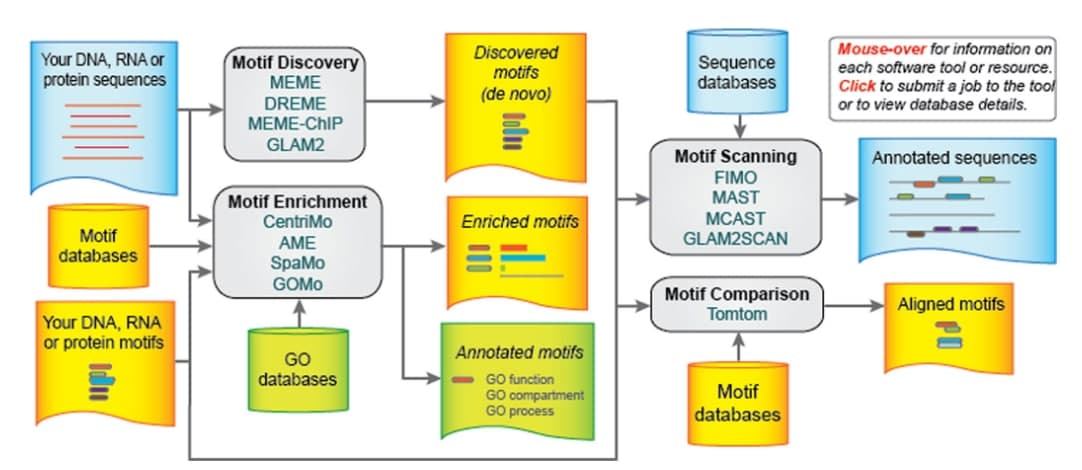 Your DNA, RNA or
protein sequences
Motif Discovery
MEME
DREME
MEME-ChIP
GLAM2
Discovered
motifs
(de novo)
Sequence
databases
Mouse-over for information on
each software tool or resource.
Click to submit a job to the tool
or to view database details.
Motif
databases
Motif Enrichment
CentriMo
AME
SpaMo
GOMo
Enriched motifs
Motif Scanning
FIMO
MAST
MCAST
GLAM2SCAN
Annotated sequences
Your DNA, RNA
or protein motifs
GO
databases
Annotated motifs
GO function
GO compartment
GO process
Motif Comparison
Tomtom
Aligned motifs
Motif
databases